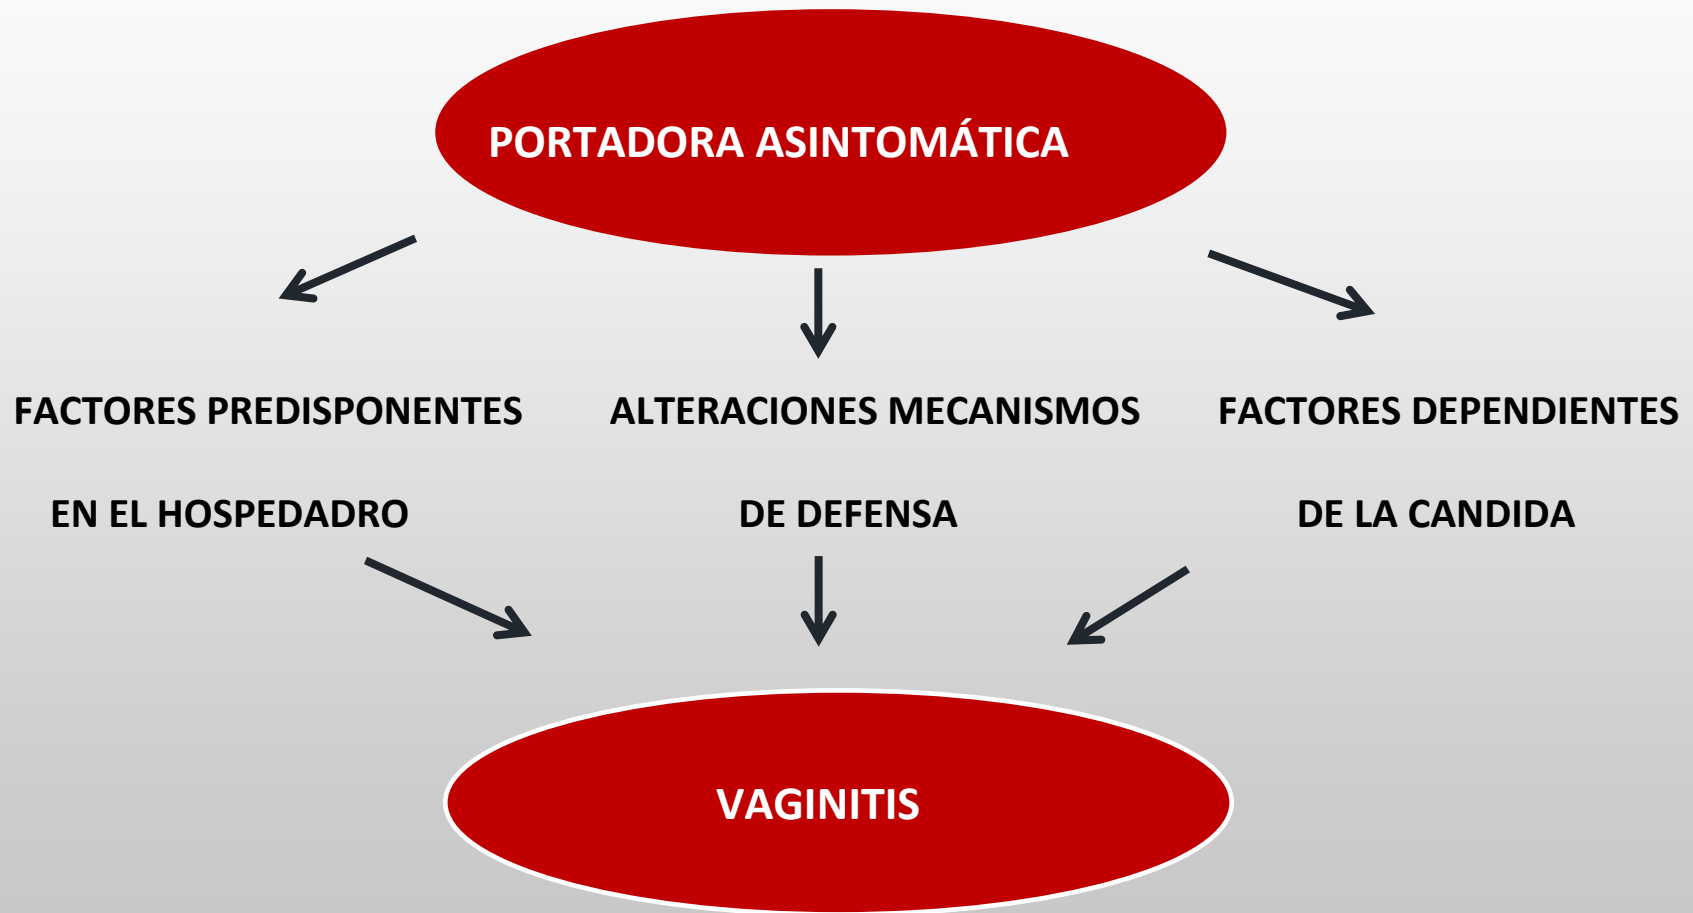 PORTADORA ASINTOMÁTICA
FACTORES PREDISPONENTES
EN EL HOSPEDADRO
ALTERACIONES MECANISMOS
DE DEFENSA
FACTORES DEPENDIENTES
DE LA CANDIDA
VAGINITIS